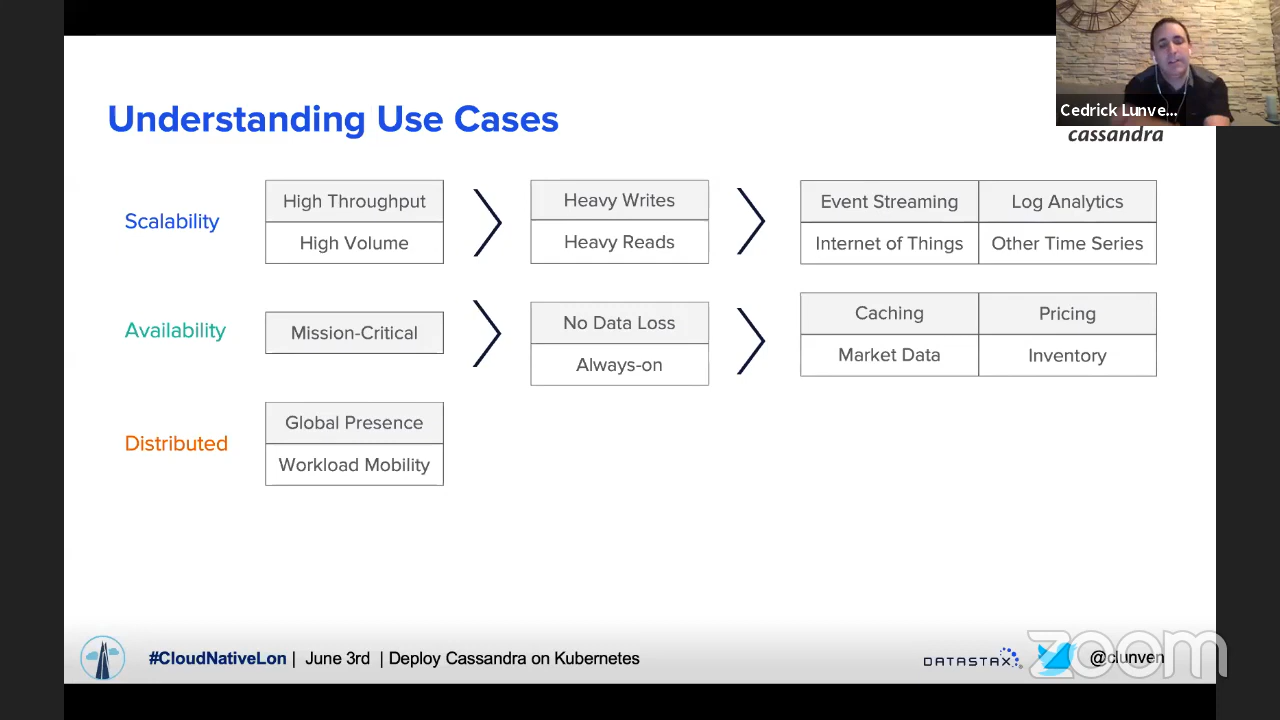 Cedrick Lunve...
cassandra
Understanding Use Cases
Scalability
High Throughput
High Volume
Heavy Writes
Heavy Reads
Event Streaming
Log Analytics
Internet of Things
Other Time Series
Availability
Mission-Critical
No Data Loss
Always-on
Caching
Pricing
Market Data
Inventory
Distributed
Global Presence
Workload Mobility
#CloudNativeLon | June 3rd | Deploy Cassandra on Kubernetes
DATASTAX
@clunven
zoom